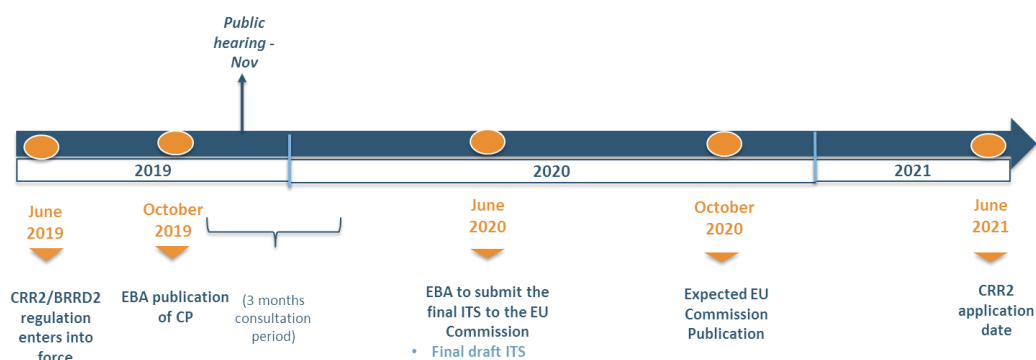 Public
hearing -
Nov
2019
2020
2021
June
2019
October
2019
June
2020
October
2020
June
2021
CRR2/BRRD2
regulation
enters into
force
EBA publication
of CP
(3 months
consultation
period)
EBA to submit the
final ITS to the EU
Commission
• Final draft ITS
Expected EU
Commission
Publication
CRR2
application
date